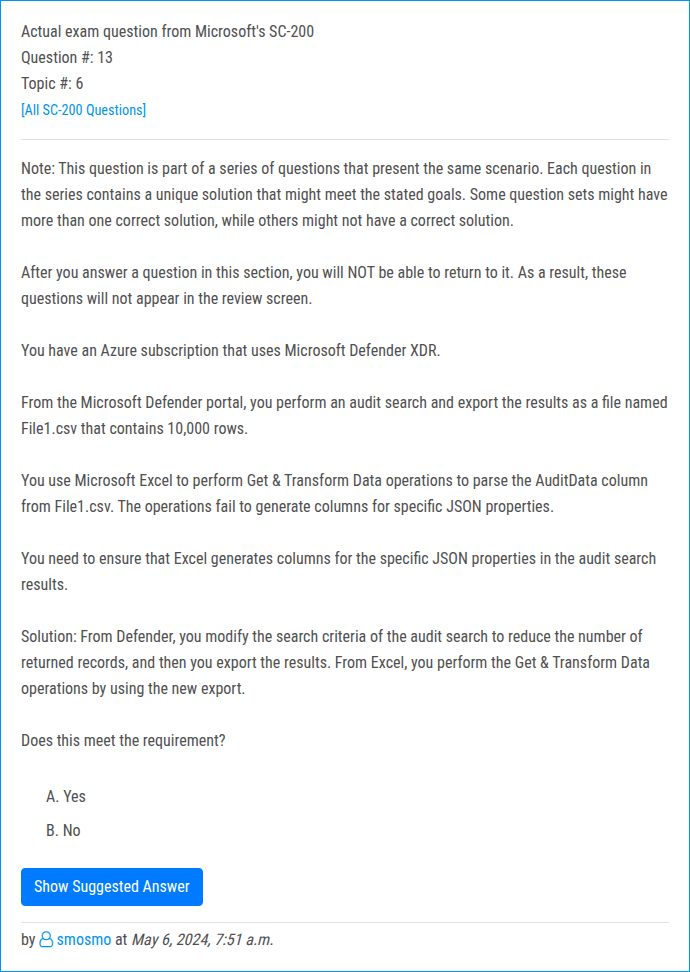 Actual exam question from Microsoft's SC-200
Question #: 13
Topic #: 6
[All SC-200 Questions]
Note: This question is part of a series of questions that present the same scenario. Each question in
the series contains a unique solution that might meet the stated goals. Some question sets might have
more than one correct solution, while others might not have a correct solution.
After you answer a question in this section, you will NOT be able to return to it. As a result, these
questions will not appear in the review screen.
You have an Azure subscription that uses Microsoft Defender XDR.
From the Microsoft Defender portal, you perform an audit search and export the results as a file named
File1.csv that contains 10,000 rows.
You use Microsoft Excel to perform Get & Transform Data operations to parse the AuditData column
from File1.csv. The operations fail to generate columns for specific JSON properties.
You need to ensure that Excel generates columns for the specific JSON properties in the audit search
results.
Solution: From Defender, you modify the search criteria of the audit search to reduce the number of
returned records, and then you export the results. From Excel, you perform the Get & Transform Data
operations by using the new export.
Does this meet the requirement?
A. Yes
B. No
Show Suggested Answer
by smosmo at May 6, 2024, 7:51 a.m.